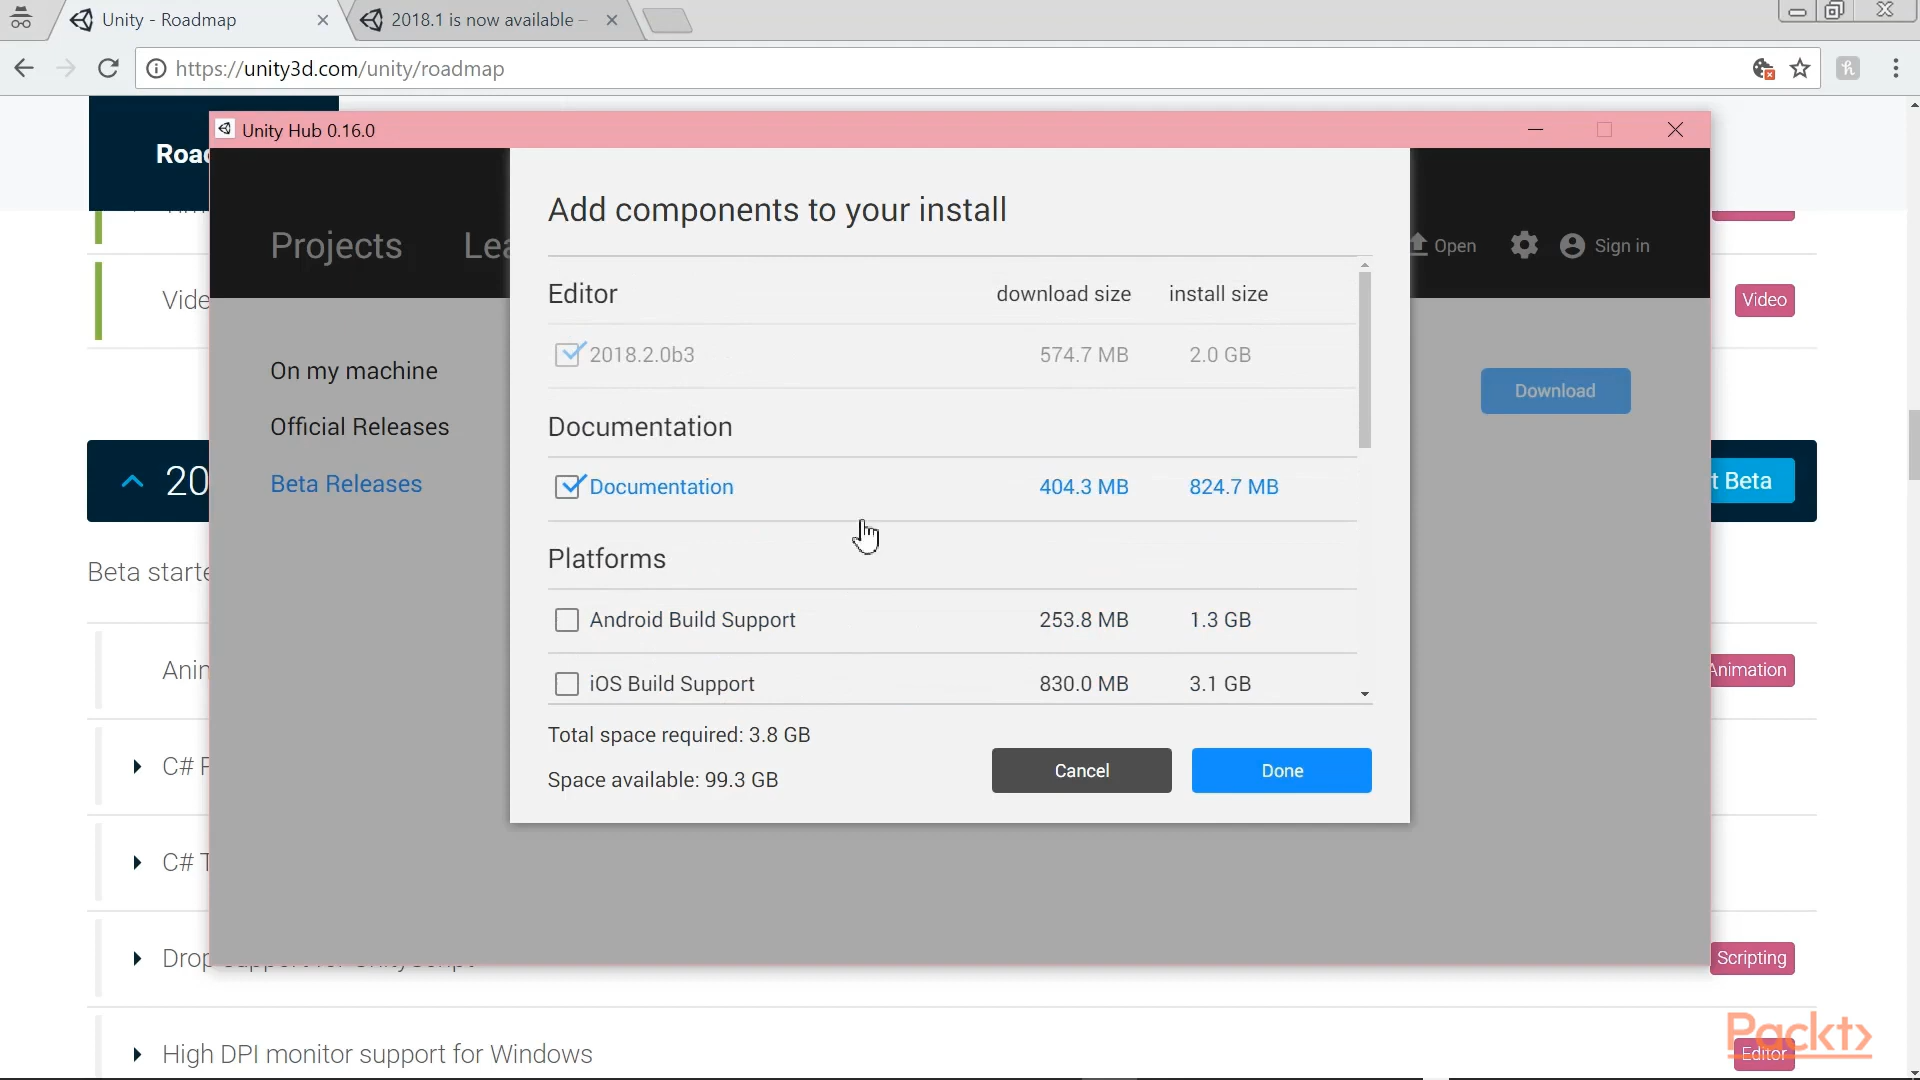 Unity - Roadmap
2018.1 is now available –
https://unity3d.com/unity/roadmap
Unity Hub 0.16.0
Add components to your install
Projects
Open
Sign in
Editor
download size
install size
2018.2.0b3
574.7 MB
2.0 GB
Video
On my machine
Download
Official Releases
Documentation
Beta Releases
Documentation
404.3 MB
824.7 MB
20
t Beta
Platforms
Beta starte
Android Build Support
253.8 MB
1.3 GB
iOS Build Support
830.0 MB
3.1 GB
Animation
Total space required: 3.8 GB
Space available: 99.3 GB
Cancel
Done
C#
C# T
Scripting
High DPI monitor support for Windows
Editor
Packt>